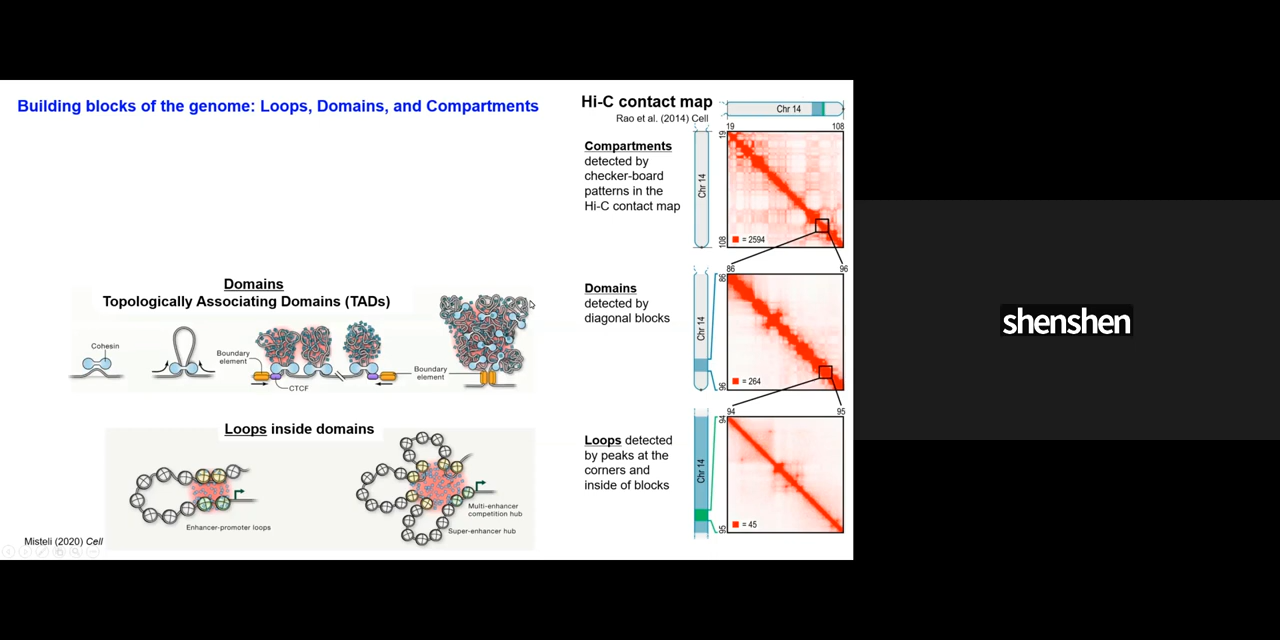 Building blocks of the genome: Loops, Domains, and Compartments
Domains
Topologically Associating Domains (TADs)
Cohesin
Boundary
element
CTCF
Boundary
element
Loops inside domains
Enhancer-promoter loops
Multi-enhancer
competition hub
Super-enhancer hub
Misteli (2020) Cell
Hi-C contact map
Rao et al. (2014) Cell
Chr 14
Compartments
detected by
checker-board
patterns in the
Hi-C contact map
Chr 14
19
108
19
108
= 2594
Domains
detected by
diagonal blocks
Chr 14
86
96
86
96
= 264
Loops detected
by peaks at the
corners and
inside of blocks
Chr 14
94
95
94
95
= 45
shenshen